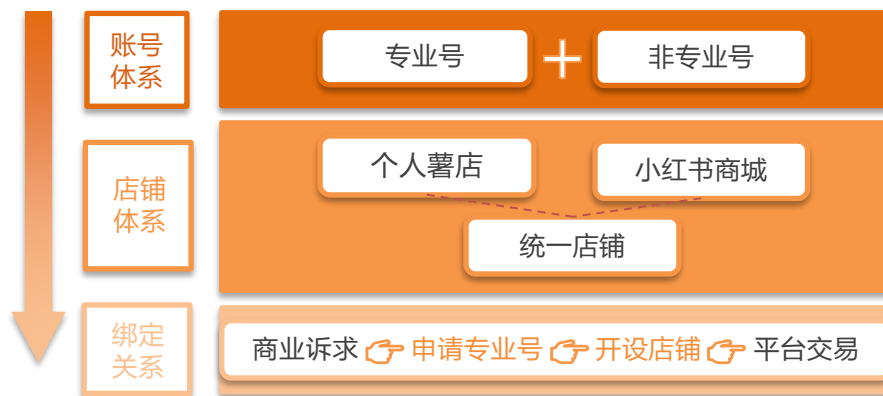 账号
体系
专业号
非专业号
店铺
体系
个人薯店
小红书商城
统一店铺
绑定
关系
商业诉求 申请专业号 开设店铺 平台交易